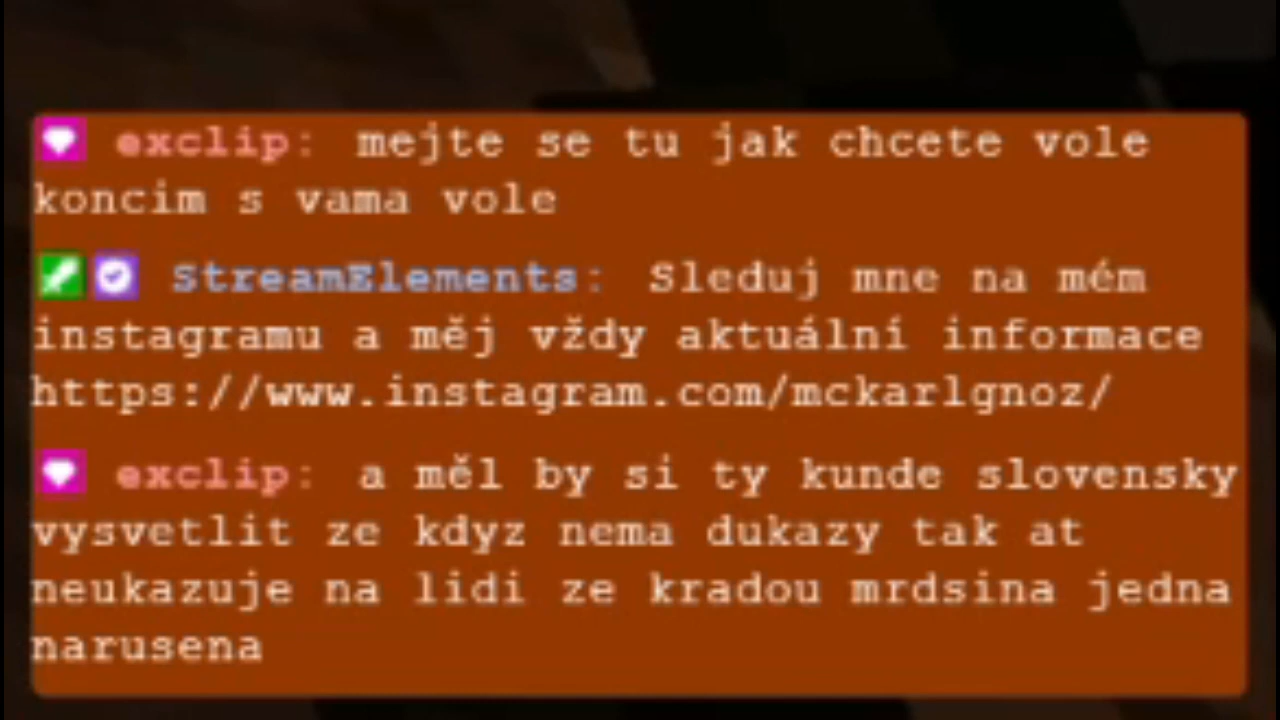 exclip: mejte se tu jak chcete vole
koncim s vama vole
StreamElements: Sleduj mne na mém
instagramu a měj vždy aktuální informace
https://www.instagram.com/mckarlgnoz/
exclip: a měl by si ty kunde slovensky
vysvetlit ze kdyz nema dukazy tak at
neukazuje na lidi ze kradou mrdsina jedna
narusena